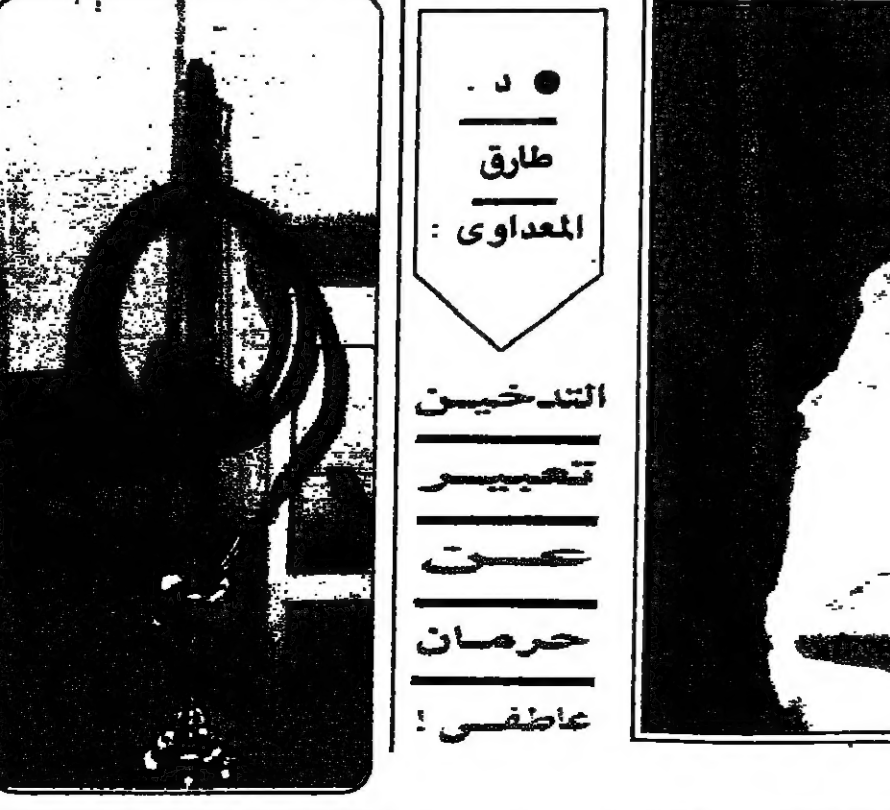 ● د .
طارق
المعداوى :
التدخين
تعبير
عن
حرمان
عاطفى !